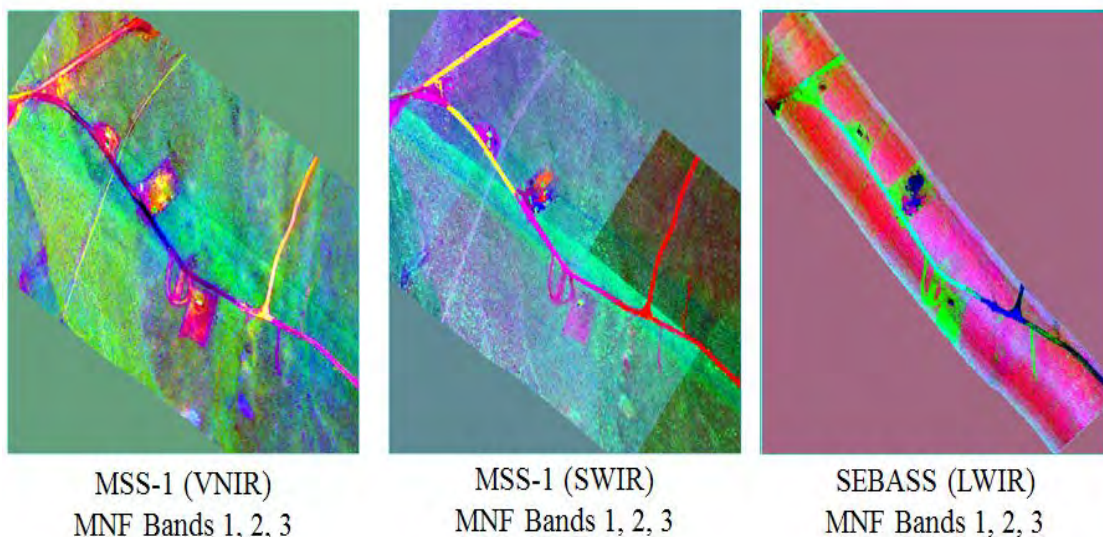 MSS-1 (VNIR)
MNF Bands 1, 2, 3
MSS-1 (SWIR)
MNF Bands 1, 2, 3
SEBASS (LWIR)
MNF Bands 1, 2, 3